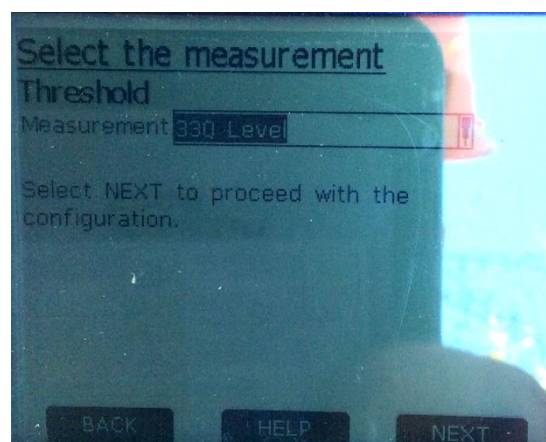 Select the measurement
Threshold
Measurement 330 Level
Select NEXT to proceed with the
configuration.
BACK HELP NEXT